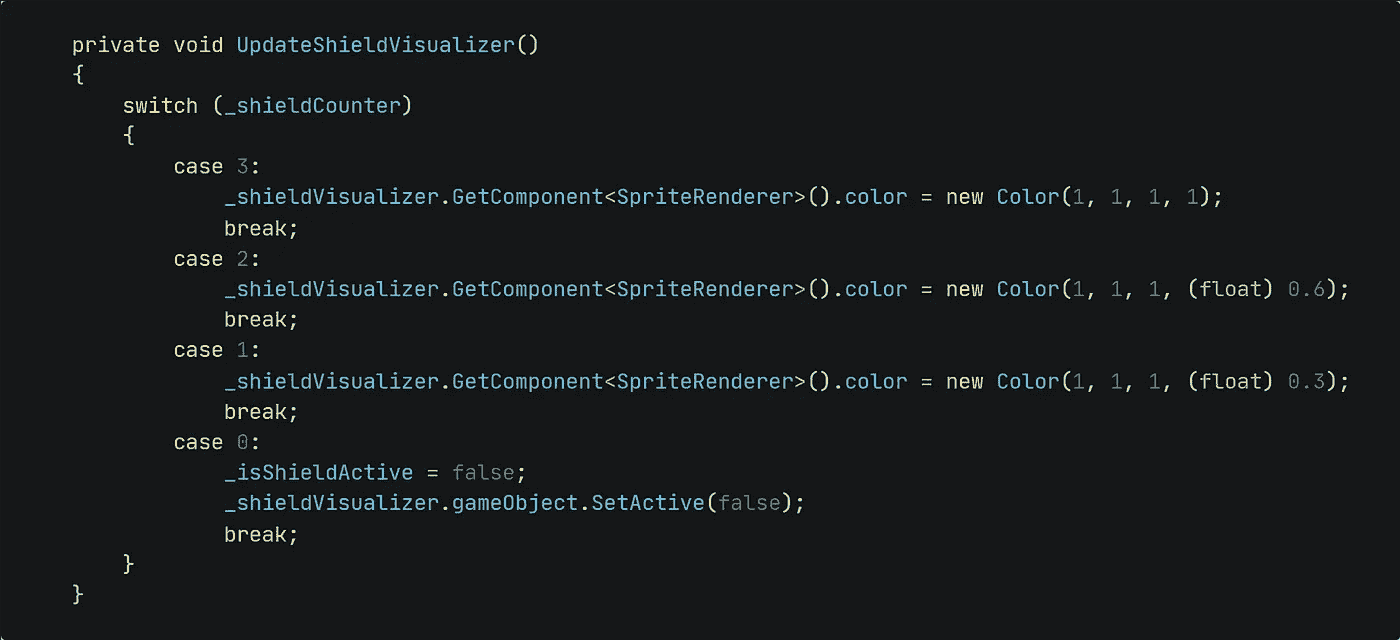 private void UpdateShieldVisualizer()
{
    switch (_shieldCounter)
    {
        case 3:
            _shieldVisualizer.GetComponent<SpriteRenderer>().color = new Color(1, 1, 1, 1);
            break;
        case 2:
            _shieldVisualizer.GetComponent<SpriteRenderer>().color = new Color(1, 1, 1, (float) 0.6);
            break;
        case 1:
            _shieldVisualizer.GetComponent<SpriteRenderer>().color = new Color(1, 1, 1, (float) 0.3);
            break;
        case 0:
            _isShieldActive = false;
            _shieldVisualizer.gameObject.SetActive(false);
            break;
    }
}